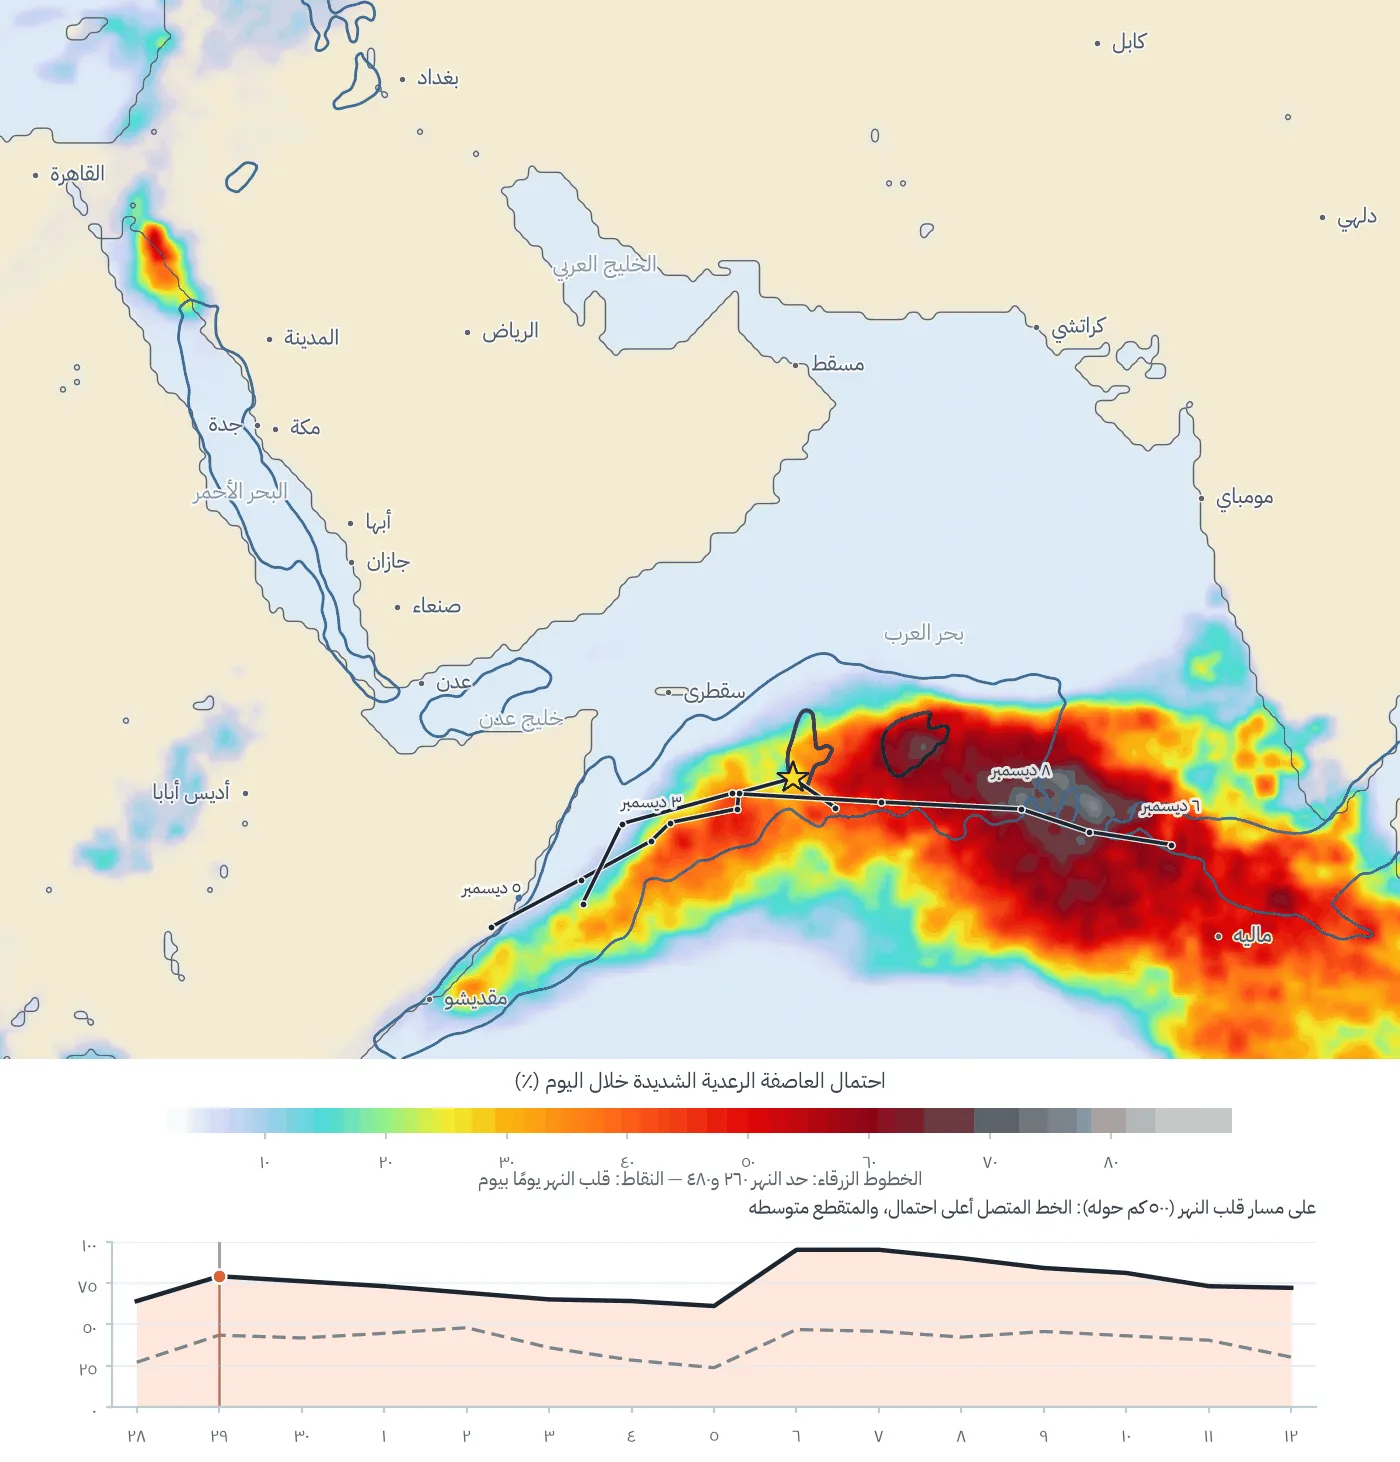 كابل
بغداد
القاهرة
دلهي
الخليج العربي
كراتشي
الرياض
المدينة
مسقط
جدة
مكة
البحر الأحمر
مومباي
أبها
جازان
صنعاء
بحر العرب
عدن
سقطرى
خليج عدن
٨ ديسمبر
أديس أبابا
٣ ديسمبر
٦ ديسمبر
٥ ديسمبر
ماليه
مقديشو
احتمال العاصفة الرعدية الشديدة خلال اليوم (٪)
١٠ ٢٠ ٣٠ ٤٠ ٥٠ ٦٠ ٧٠ ٨٠
الخطوط الزرقاء: حد النهر ٢٦٠ و٤٨٠ — النقاط: قلب النهر يومًا بيوم
على مسار قلب النهر (٥٠٠ كم حوله): الخط المتصل أعلى احتمال، والمتقطع متوسطه
١٠٠
٧٥
٥٠
٢٥
٠
٢٨ ٢٩ ٣٠ ١ ٢ ٣ ٤ ٥ ٦ ٧ ٨ ٩ ١٠ ١١ ١٢